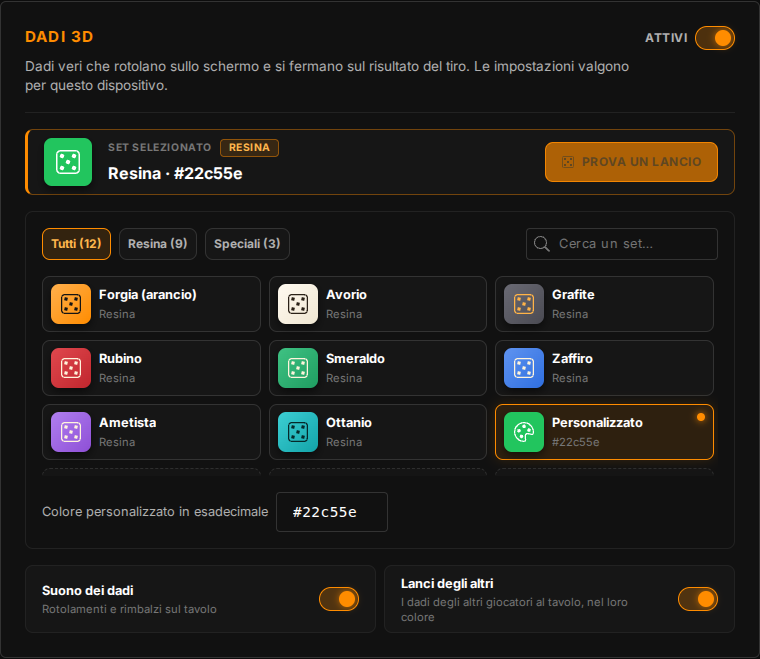 DADI 3D
ATTIVI
Dadi veri che rotolano sullo schermo e si fermano sul risultato del tiro. Le impostazioni valgono
per questo dispositivo.
SET SELEZIONATO RESINA
Resina · #22c55e
PROVA UN LANCIO
Tutti (12) Resina (9) Speciali (3)
Cerca un set...
Forgia (arancio)
Resina
Avorio
Resina
Grafite
Resina
Rubino
Resina
Smeraldo
Resina
Zaffiro
Resina
Ametista
Resina
Ottanio
Resina
Personalizzato
#22c55e
Colore personalizzato in esadecimale #22c55e
Suono dei dadi
Rotolamenti e rimbalzi sul tavolo
Lanci degli altri
I dadi degli altri giocatori al tavolo, nel loro
colore